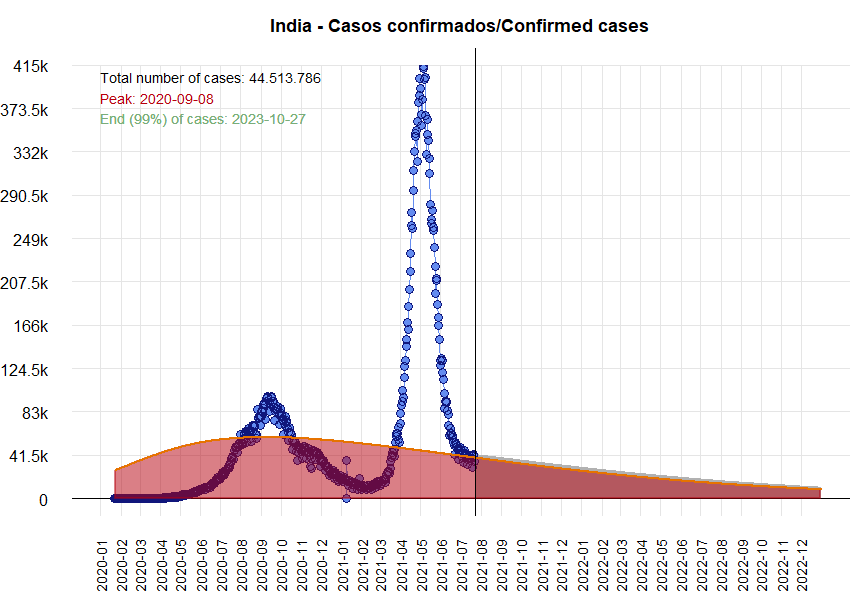 India - Casos confirmados/Confirmed cases
Total number of cases: 44.513.786
Peak: 2020-09-08
End (99%) of cases: 2023-10-27
415k
373.5k
332k
290.5k
249k
207.5k
166k
124.5k
83k
41.5k
0
2020-01
2020-02
2020-03
2020-04
2020-05
2020-06
2020-07
2020-08
2020-09
2020-10
2020-11
2020-12
2021-01
2021-02
2021-03
2021-04
2021-05
2021-06
2021-07
2021-08
2021-09
2021-10
2021-11
2021-12
2022-01
2022-02
2022-03
2022-04
2022-05
2022-06
2022-07
2022-08
2022-09
2022-10
2022-11
2022-12